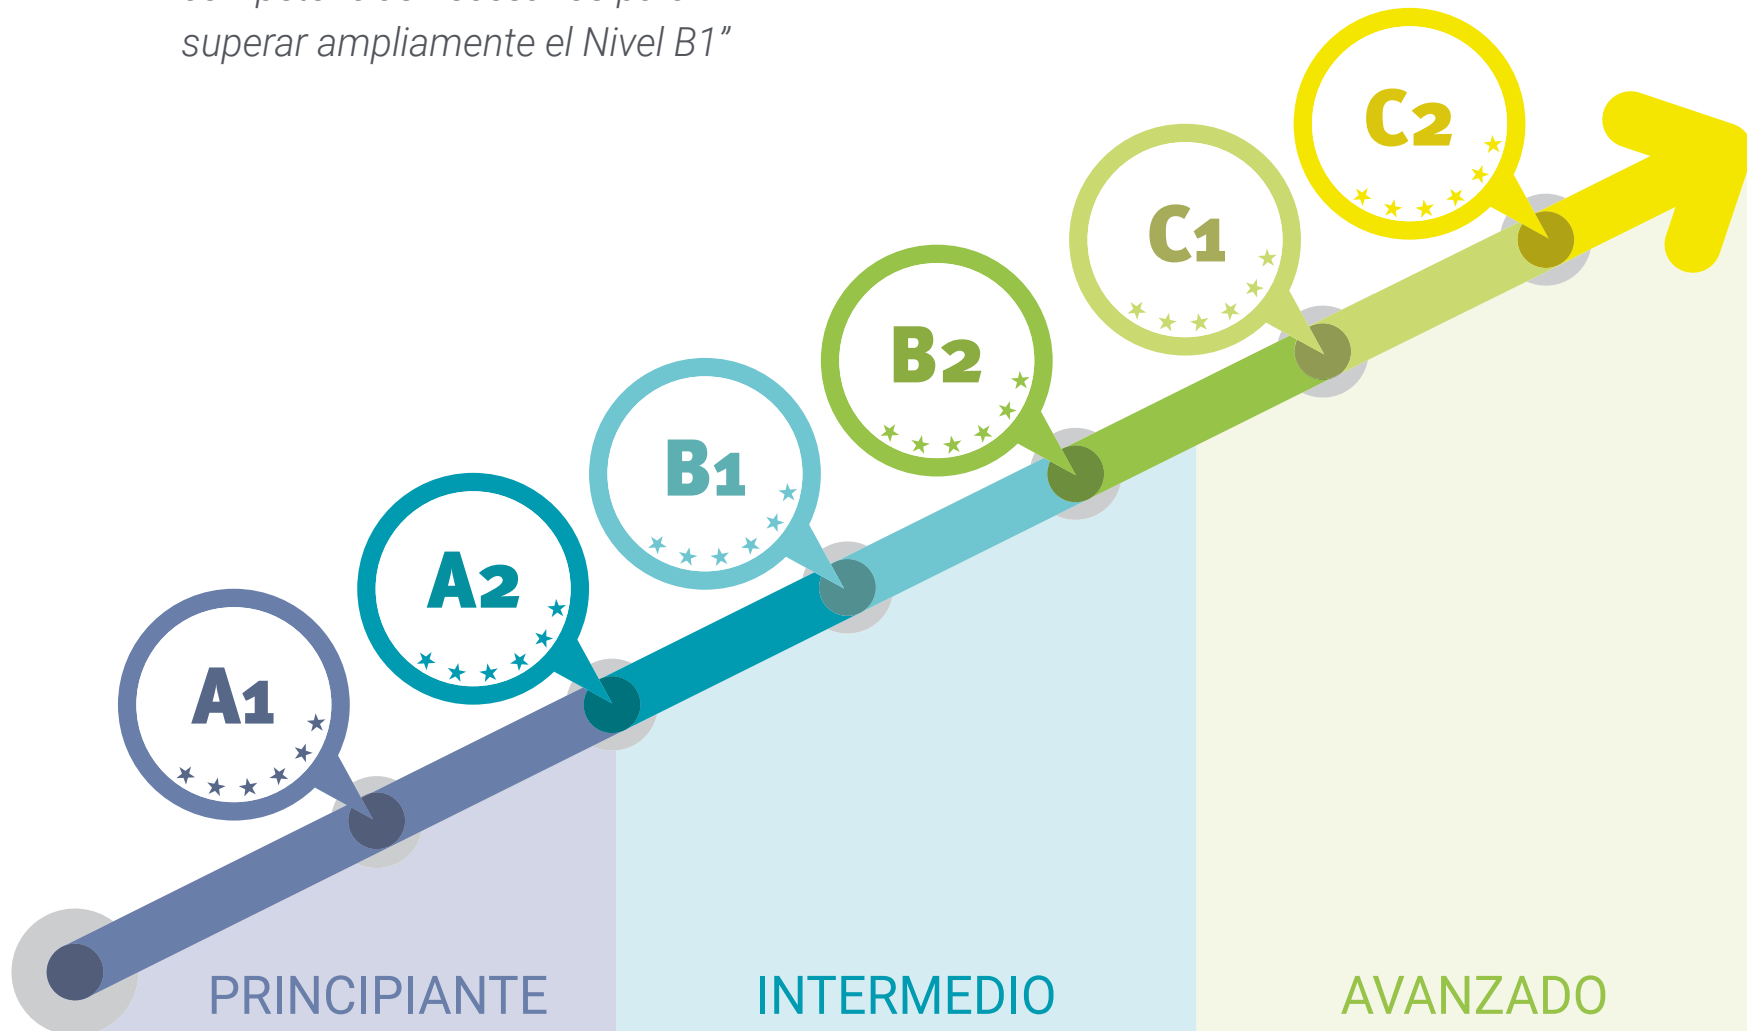 superar ampliamente el Nivel B1”
C2
C1
B2
B1
A2
A1
PRINCIPIANTE
INTERMEDIO
AVANZADO